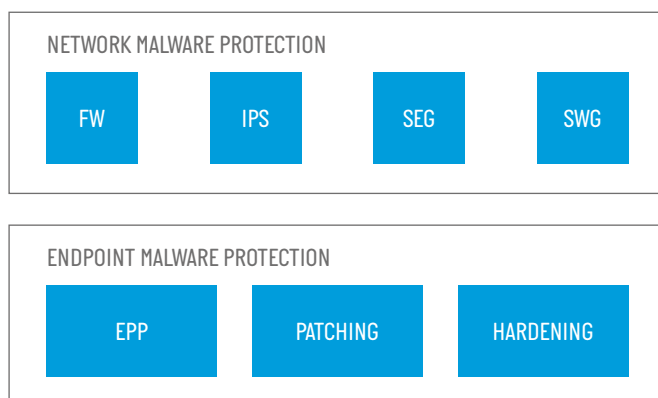 NETWORK MALWARE PROTECTION
FW IPS SEG SWG
ENDPOINT MALWARE PROTECTION
EPP PATCHING HARDENING